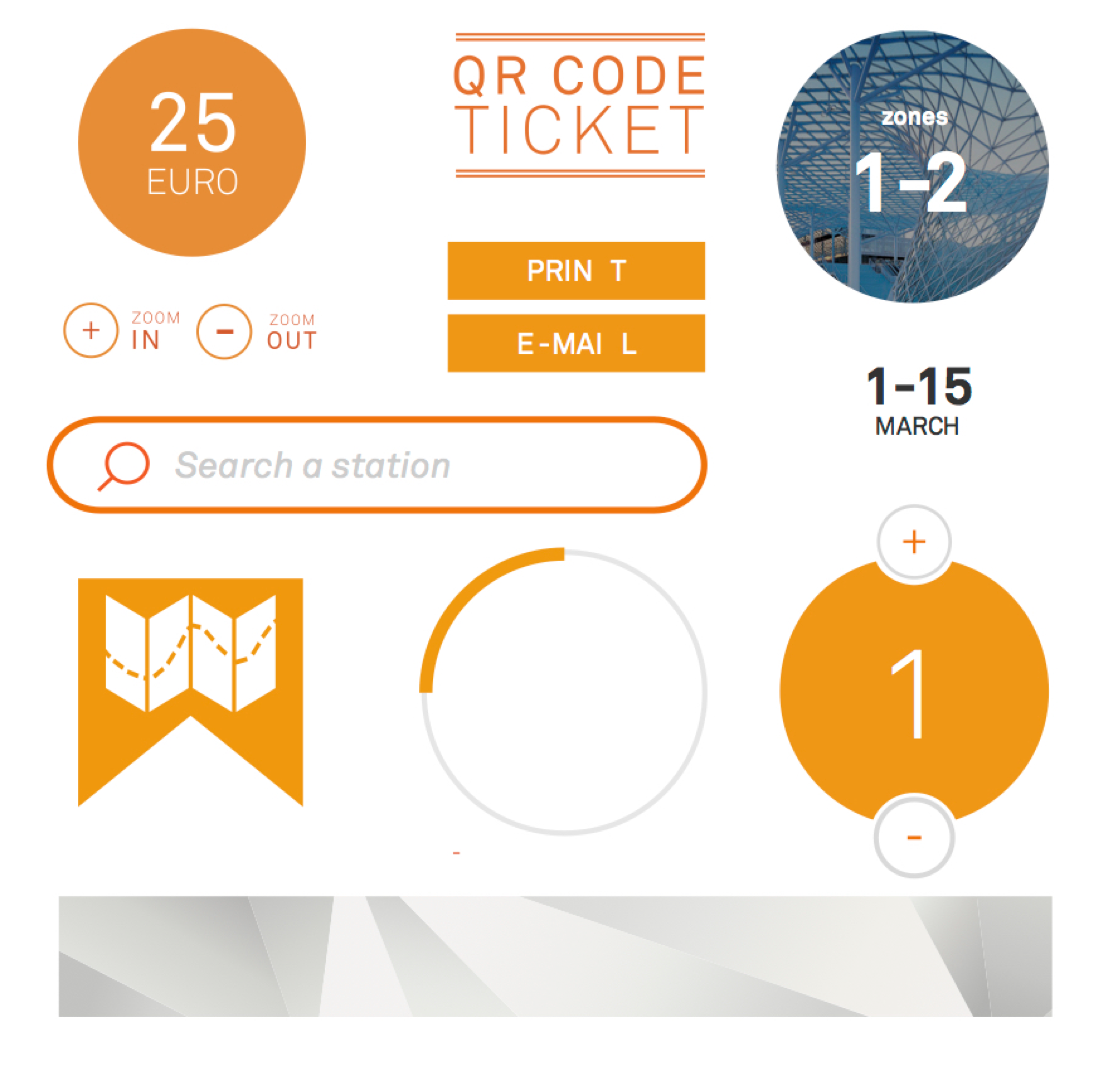 25
EURO
QR CODE
TICKET
zones
1-2
PRIN T
E-MAI L
+
ZOOM
IN
-
ZOOM
OUT
1-15
MARCH
Search a station
+
1
-
-